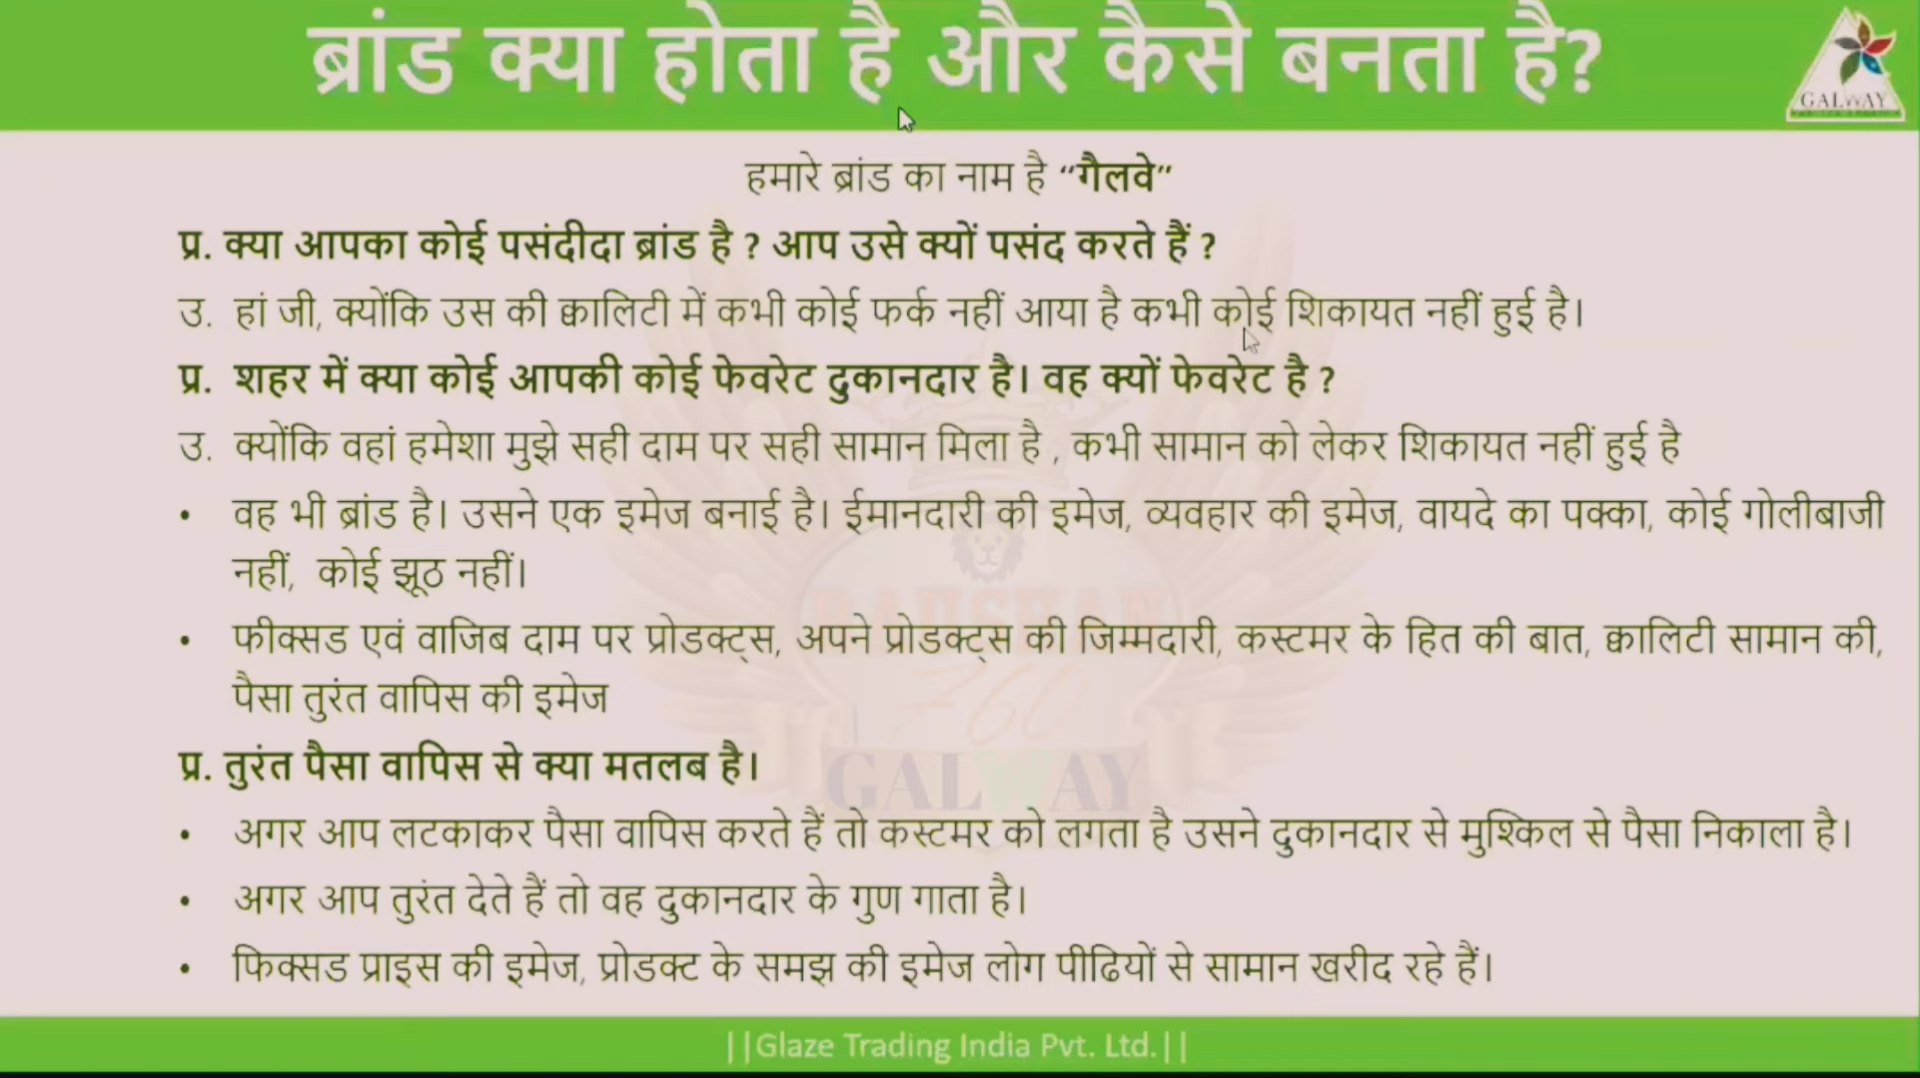 ब्रांड क्या होता है और कैसे बनता है?
GALWAY
हमारे ब्रांड का नाम है “गैलवे”
प्र. क्या आपका कोई पसंदीदा ब्रांड है ? आप उसे क्यों पसंद करते हैं ?
उ. हां जी, क्योंकि उस की क्वालिटी में कभी कोई फर्क नहीं आया है कभी कोई शिकायत नहीं हुई है।
प्र. शहर में क्या कोई आपकी कोई फेवरेट दुकानदार है। वह क्यों फेवरेट है ?
उ. क्योंकि वहां हमेशा मुझे सही दाम पर सही सामान मिला है , कभी सामान को लेकर शिकायत नहीं हुई है
• वह भी ब्रांड है। उसने एक इमेज बनाई है। ईमानदारी की इमेज, व्यवहार की इमेज, वायदे का पक्का, कोई गोलीबाजी
नहीं, कोई झूठ नहीं।
• फीक्सड एवं वाजिब दाम पर प्रोडक्ट्स, अपने प्रोडक्ट्स की जिम्मदारी, कस्टमर के हित की बात, क्वालिटी सामान की,
पैसा तुरंत वापिस की इमेज
प्र. तुरंत पैसा वापिस से क्या मतलब है।
• अगर आप लटकाकर पैसा वापिस करते हैं तो कस्टमर को लगता है उसने दुकानदार से मुश्किल से पैसा निकाला है।
• अगर आप तुरंत देते हैं तो वह दुकानदार के गुण गाता है।
• फिक्सड प्राइस की इमेज, प्रोडक्ट के समझ की इमेज लोग पीढियों से सामान खरीद रहे हैं।
RAUSHAN
760
GALWAY
||Glaze Trading India Pvt. Ltd.||